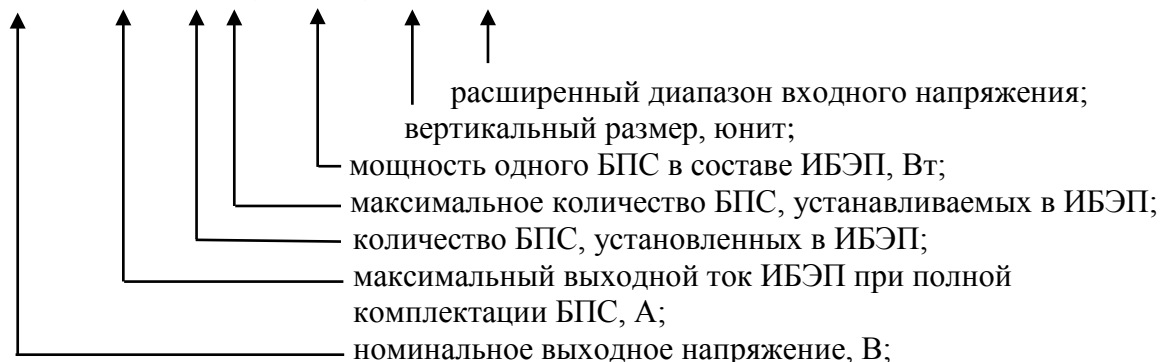 расширенный диапазон входного напряжения;
вертикальный размер, юнит;
мощность одного БПС в составе ИБЭП, Вт;
максимальное количество БПС, устанавливаемых в ИБЭП;
количество БПС, установленных в ИБЭП;
максимальный выходной ток ИБЭП при полной
комплектации БПС, А;
номинальное выходное напряжение, В;